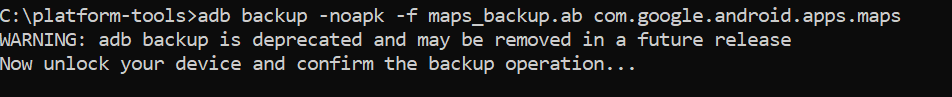 C:\platform-tools>adb backup -noapk -f maps_backup.ab com.google.android.apps.maps
WARNING: adb backup is deprecated and may be removed in a future release
Now unlock your device and confirm the backup operation...